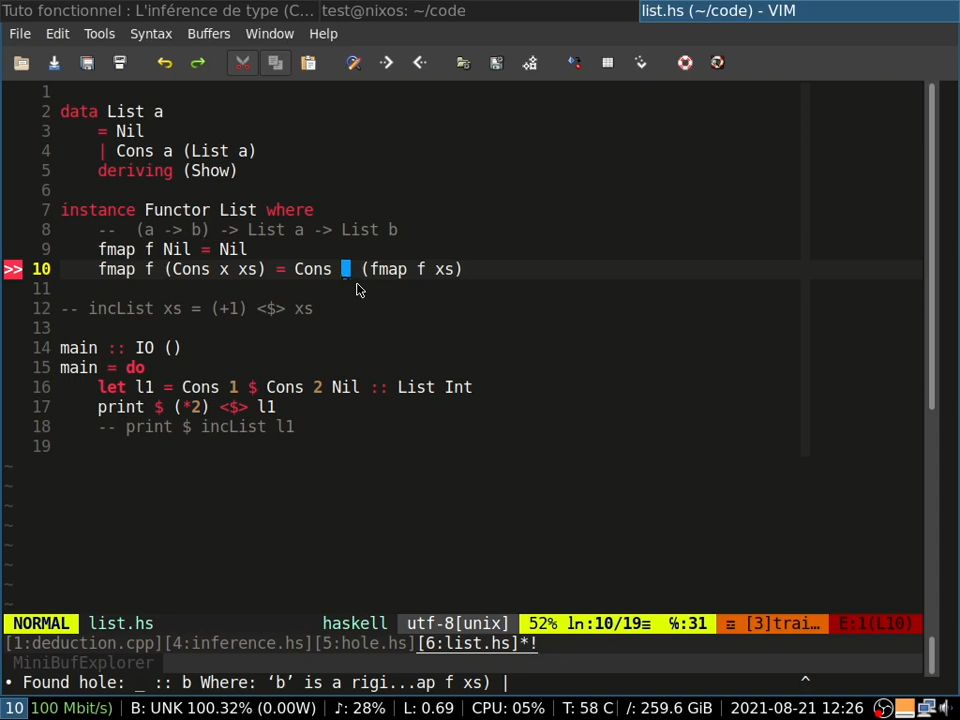 Tuto fonctionnel : L'inférence de type (C... test@nixos: ~/code list.hs (~/code) - VIM
File Edit Tools Syntax Buffers Window Help
1
2 data List a
3 = Nil
4 | Cons a (List a)
5 deriving (Show)
6
7 instance Functor List where
8 -- (a -> b) -> List a -> List b
9 fmap f Nil = Nil
>> 10 fmap f (Cons x xs) = Cons _ (fmap f xs)
11
12 -- incList xs = (+1) <$> xs
13
14 main :: IO ()
15 main = do
16 let l1 = Cons 1 $ Cons 2 Nil :: List Int
17 print $ (*2) <$> l1
18 -- print $ incList l1
19
~
~
~
~
~
~
~
~
NORMAL list.hs haskell utf-8[unix] 52% ln:10/19≡ ℅:31 ☲ [3]trai… E:1(L10)
[1:deduction.cpp][4:inference.hs][5:hole.hs][6:list.hs]*!
MiniBufExplorer
• Found hole: _ :: b Where: ‘b’ is a rigi...ap f xs) | ^
10 100 Mbit/s) | B: UNK 100.32% (0.00W) | ♪: 28% | L: 0.69 | CPU: 05% | T: 58 C | /: 259.6 GiB | 2021-08-21 12:26